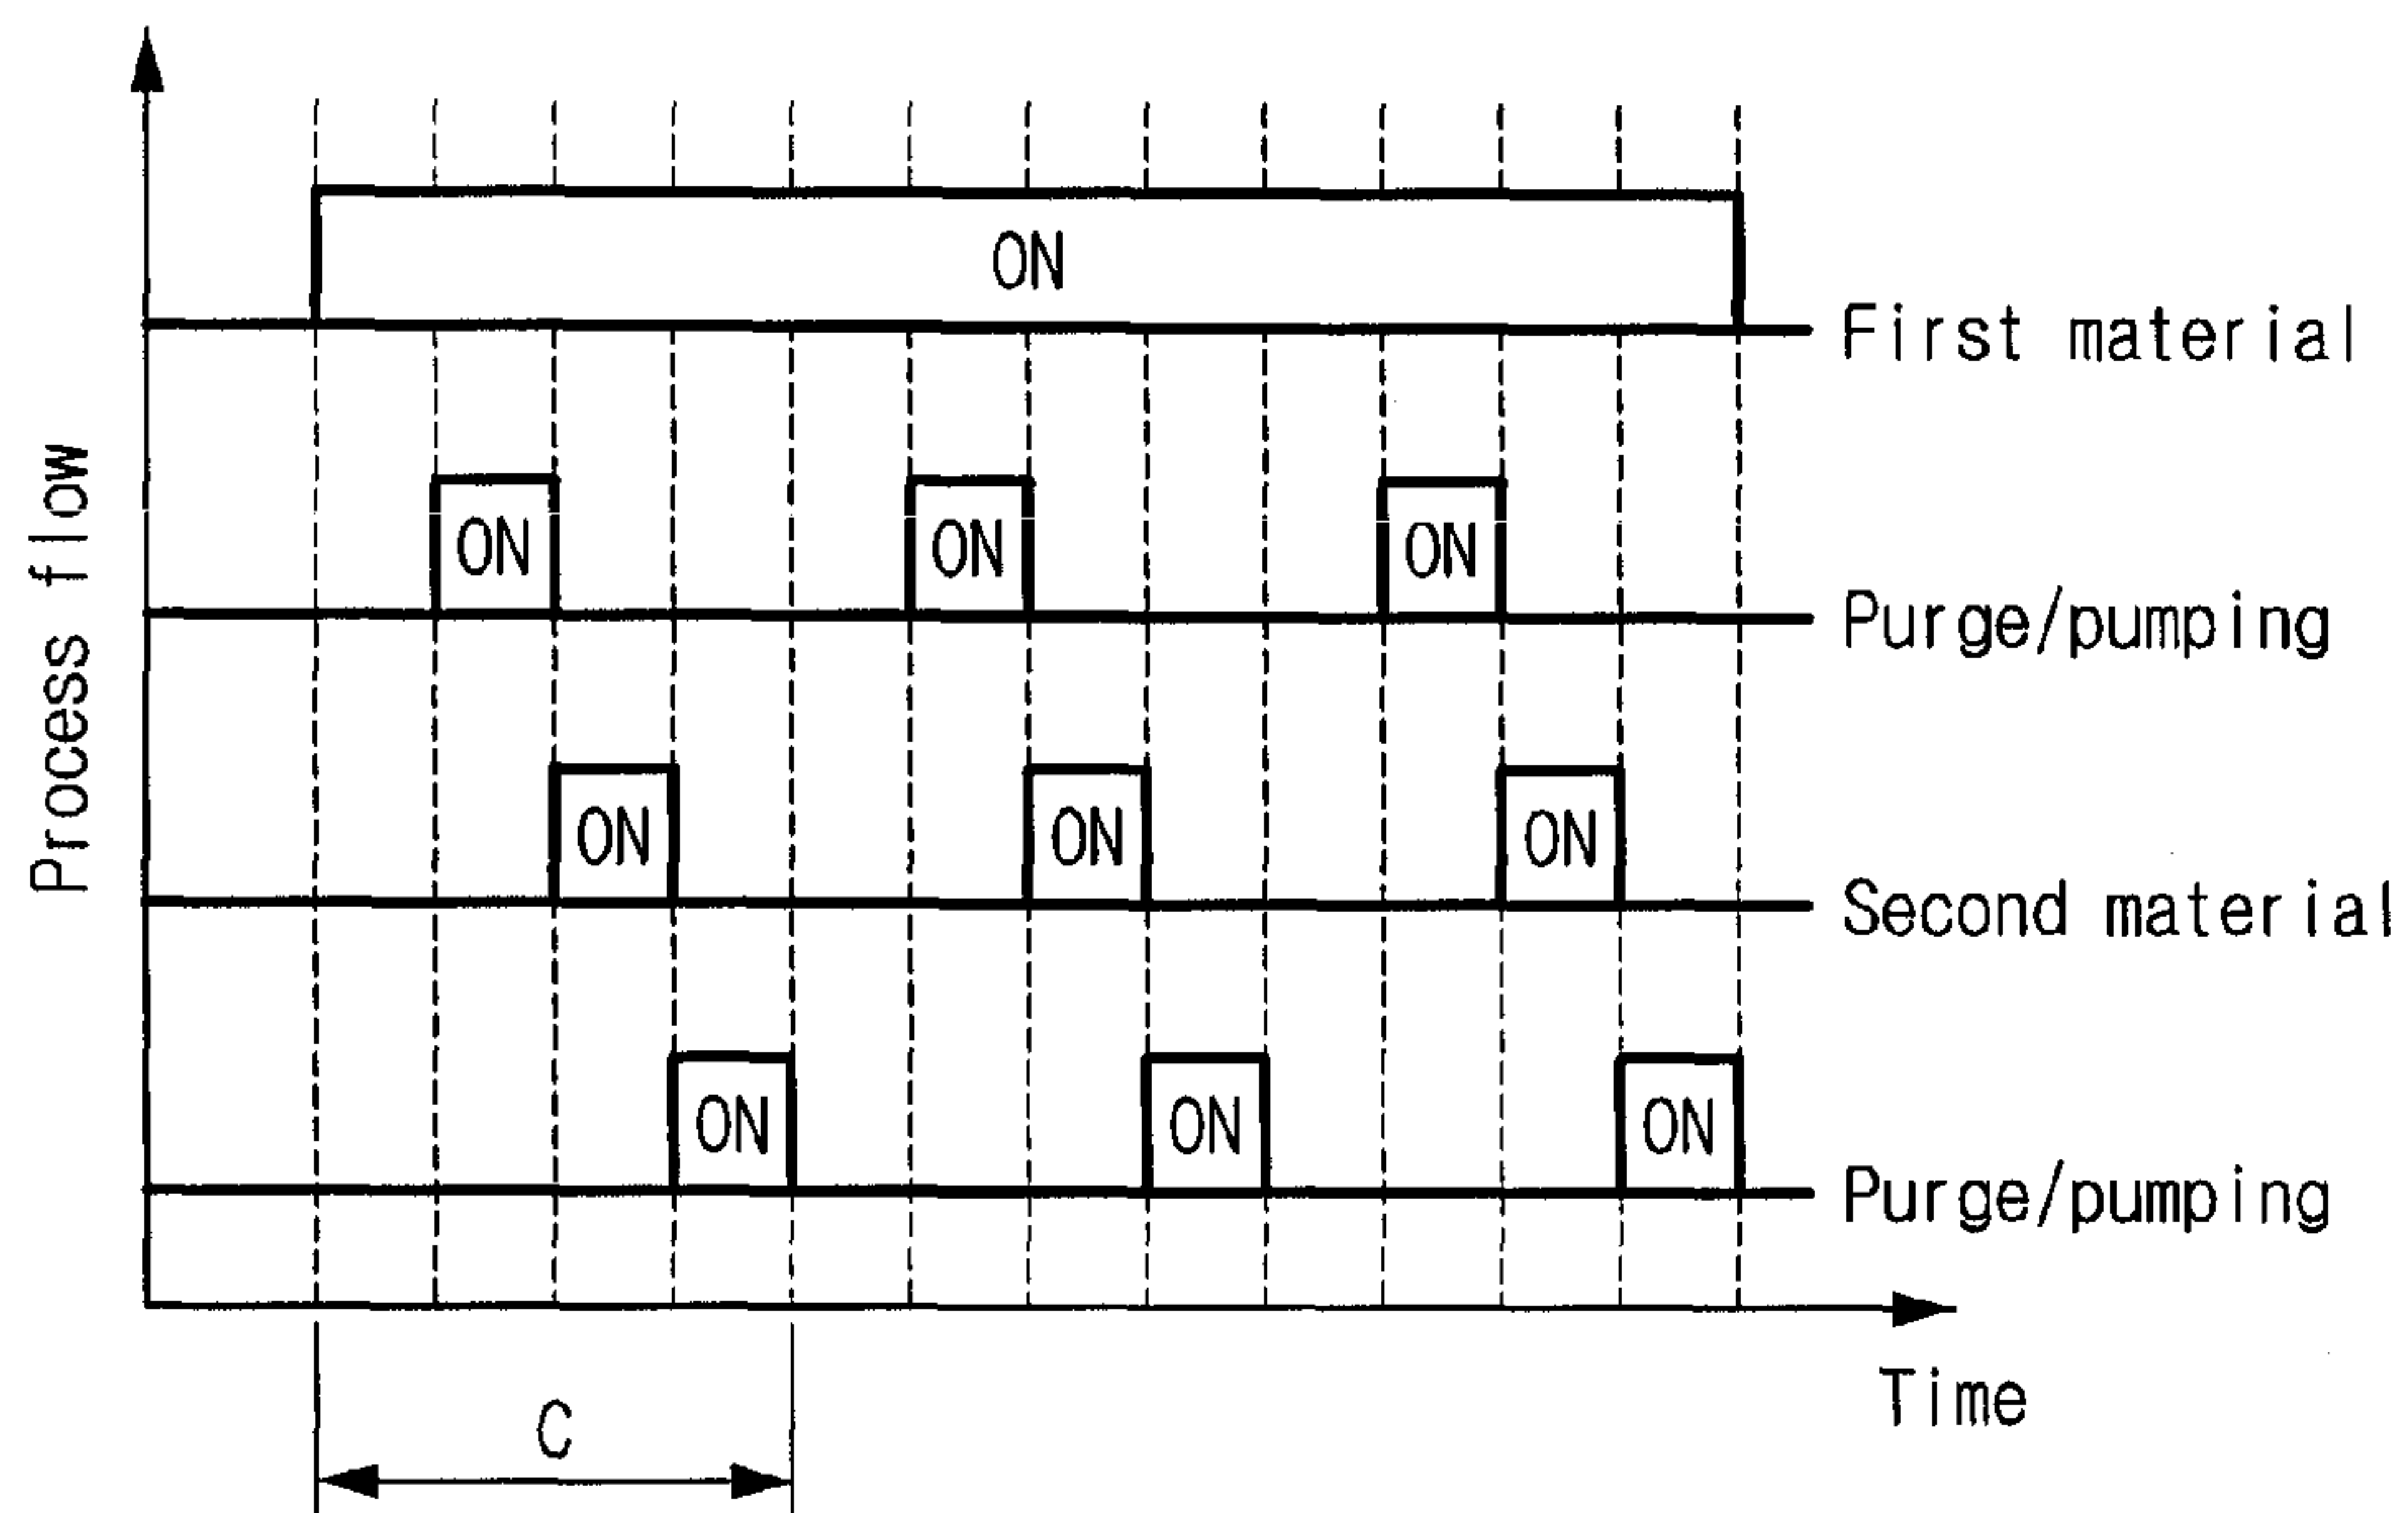 Process flow
ON
First material
ON ON ON
Purge/pumping
ON ON ON
Second material
ON ON ON
Purge/pumping
Time
C